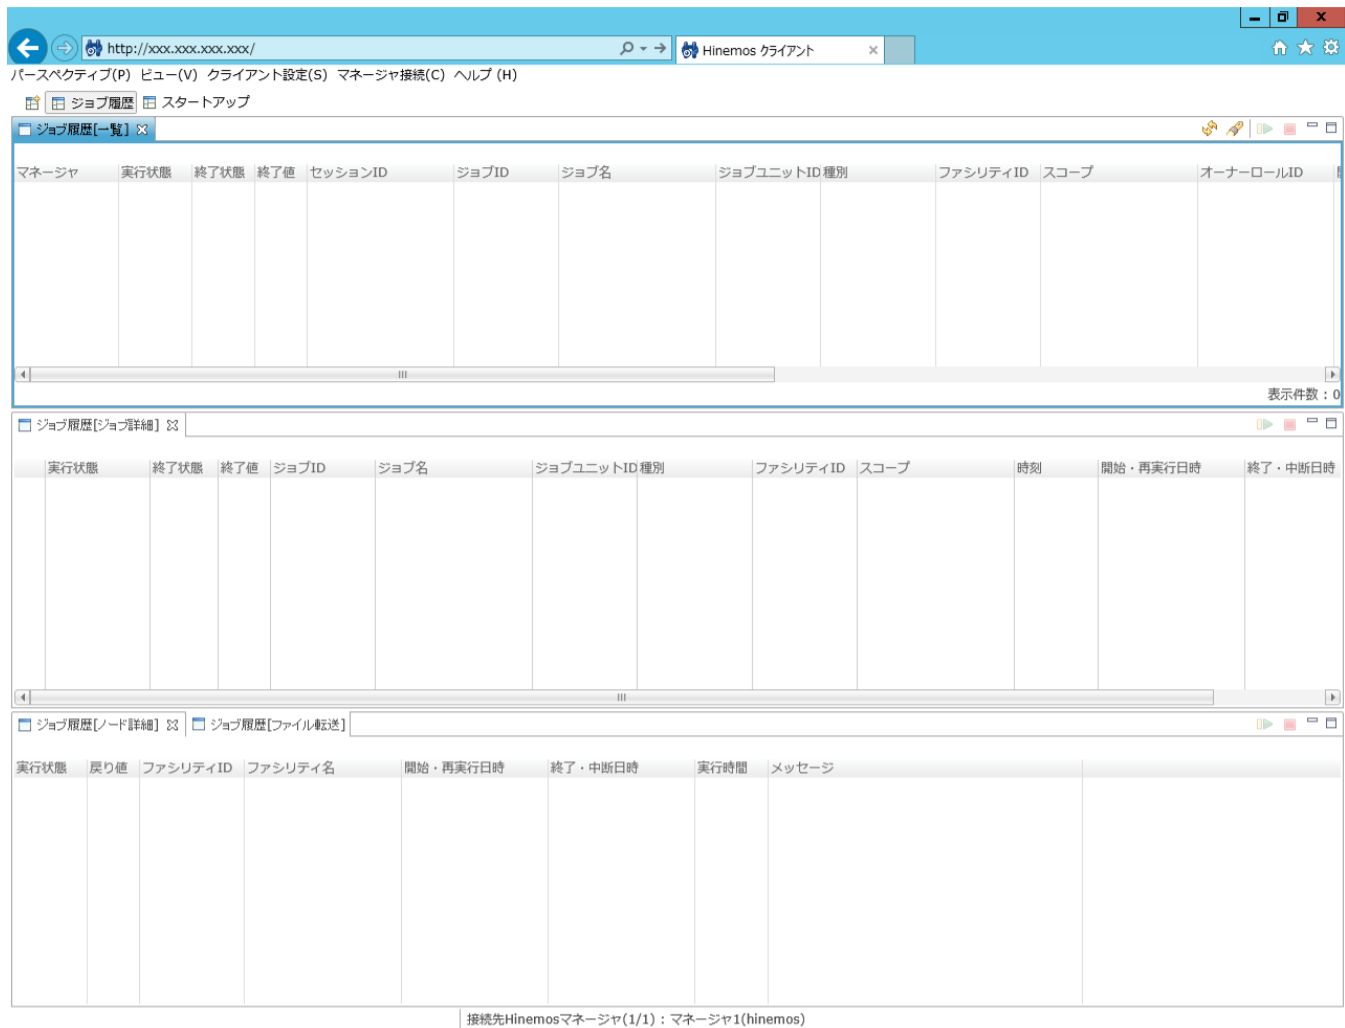 http://xxx.xxx.xxx.xxx/ Hinemos クライアント
パースペクティブ(P) ビュー(V) クライアント設定(S) マネージャ接続(C) ヘルプ (H)
ジョブ履歴 スタートアップ
ジョブ履歴[一覧]
マネージャ 実行状態 終了状態 終了値 セッションID ジョブID ジョブ名 ジョブユニットID 種別 ファシリティID スコープ オーナーロールID
表示件数 : 0
ジョブ履歴[ジョブ詳細]
実行状態 終了状態 終了値 ジョブID ジョブ名 ジョブユニットID 種別 ファシリティID スコープ 時刻 開始・再実行日時 終了・中断日時
ジョブ履歴[ノード詳細] ジョブ履歴[ファイル転送]
実行状態 戻り値 ファシリティID ファシリティ名 開始・再実行日時 終了・中断日時 実行時間 メッセージ
接続先Hinemosマネージャ(1/1) : マネージャ1(hinemos)